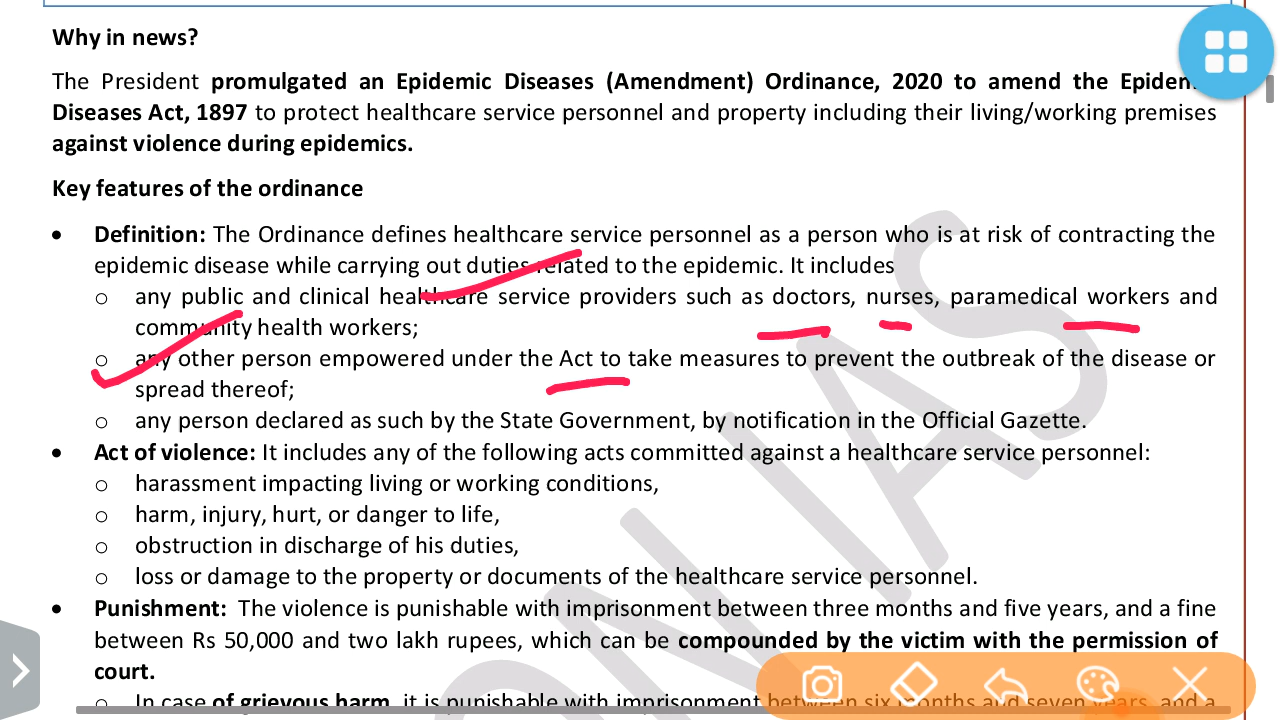 Why in news?
The President promulgated an Epidemic Diseases (Amendment) Ordinance, 2020 to amend the Epidemic
Diseases Act, 1897 to protect healthcare service personnel and property including their living/working premises
against violence during epidemics.
Key features of the ordinance
• Definition: The Ordinance defines healthcare service personnel as a person who is at risk of contracting the
epidemic disease while carrying out duties related to the epidemic. It includes
o any public and clinical healthcare service providers such as doctors, nurses, paramedical workers and
community health workers;
o any other person empowered under the Act to take measures to prevent the outbreak of the disease or
spread thereof;
o any person declared as such by the State Government, by notification in the Official Gazette.
• Act of violence: It includes any of the following acts committed against a healthcare service personnel:
o harassment impacting living or working conditions,
o harm, injury, hurt, or danger to life,
o obstruction in discharge of his duties,
o loss or damage to the property or documents of the healthcare service personnel.
• Punishment: The violence is punishable with imprisonment between three months and five years, and a fine
between Rs 50,000 and two lakh rupees, which can be compounded by the victim with the permission of
court.
o In case of grievous harm, it is punishable with imprisonment between six months and seven years, and a
ON IAS